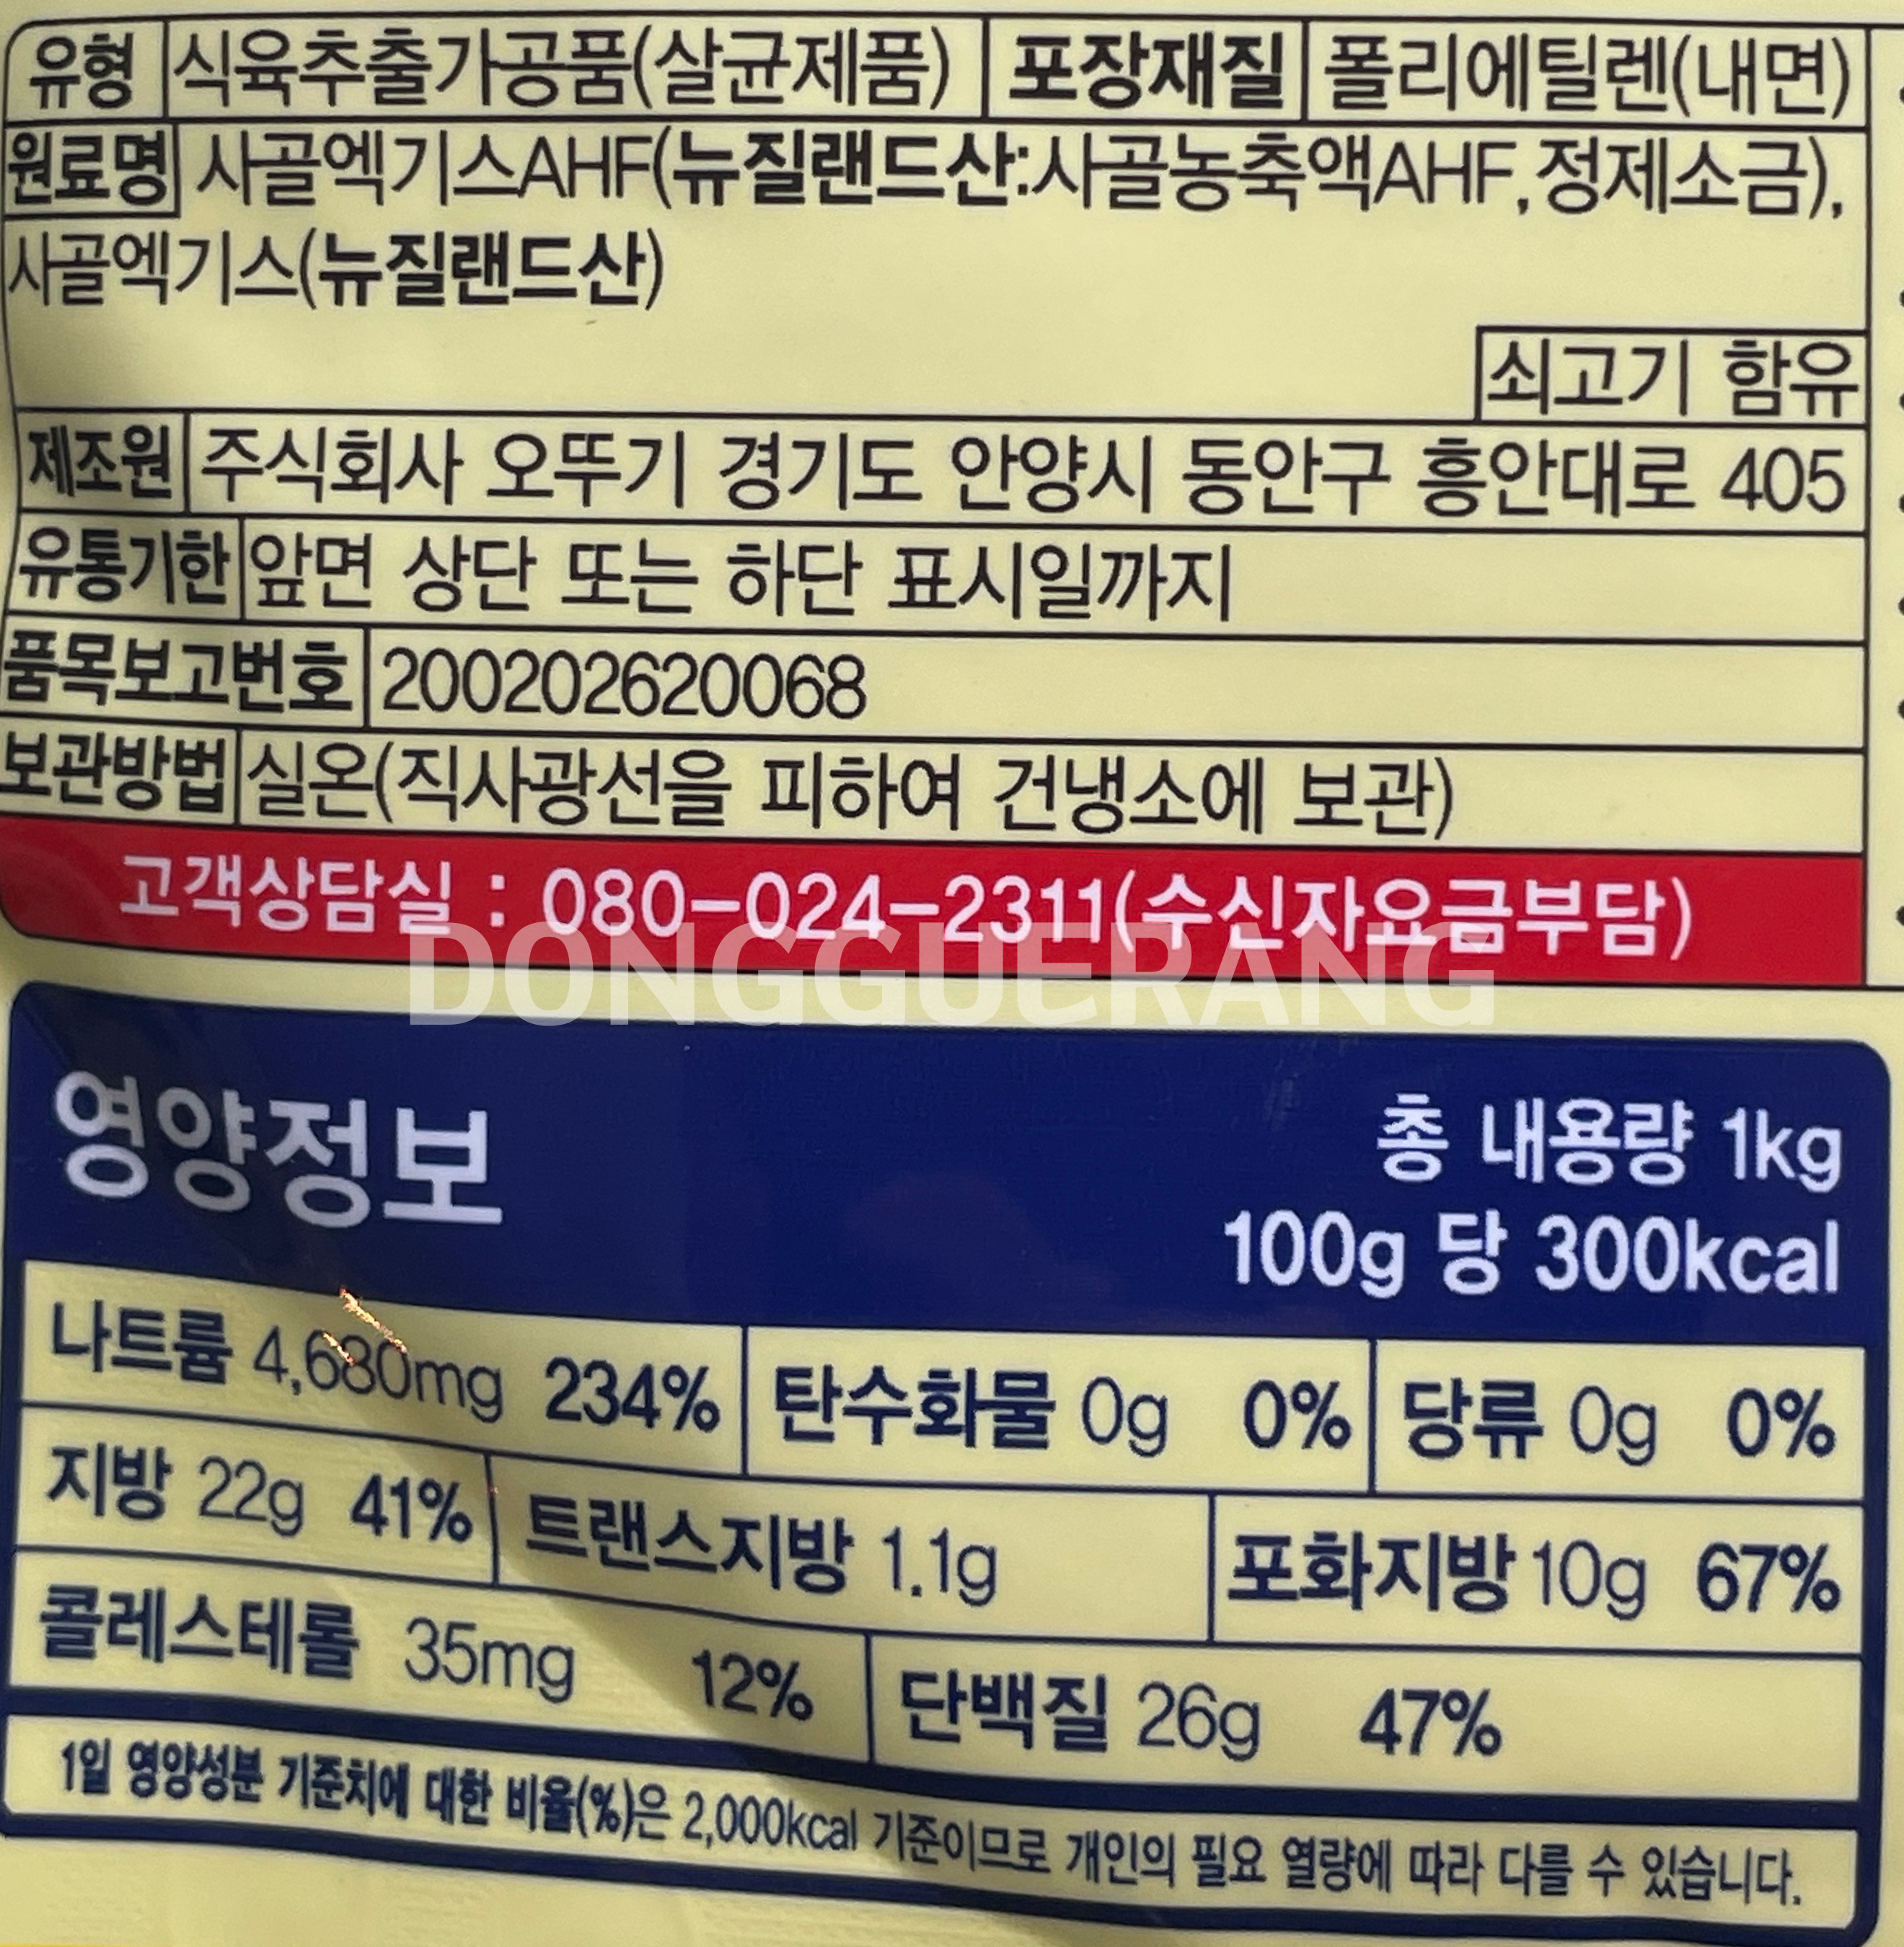 유형 식육추출가공품(살균제품) 포장재질 폴리에틸렌(내면)
원료명 사골엑기스AHF(뉴질랜드산:사골농축액AHF,정제소금),
사골엑기스(뉴질랜드산)
쇠고기 함유
제조원 주식회사 오뚜기 경기도 안양시 동안구 흥안대로 405
유통기한 앞면 상단 또는 하단 표시일까지
품목보고번호 200202620068
보관방법 실온(직사광선을 피하여 건냉소에 보관)
고객상담실 : 080-024-2311(수신자요금부담)
DONGGUERANG
영양정보
총 내용량 1kg
100g 당 300kcal
나트륨 4,680mg 234% 탄수화물 0g 0% 당류 0g 0%
지방 22g 41% 트랜스지방 1.1g 포화지방 10g 67%
콜레스테롤 35mg 12% 단백질 26g 47%
1일 영양성분 기준치에 대한 비율(%)은 2,000kcal 기준이므로 개인의 필요 열량에 따라 다를 수 있습니다.